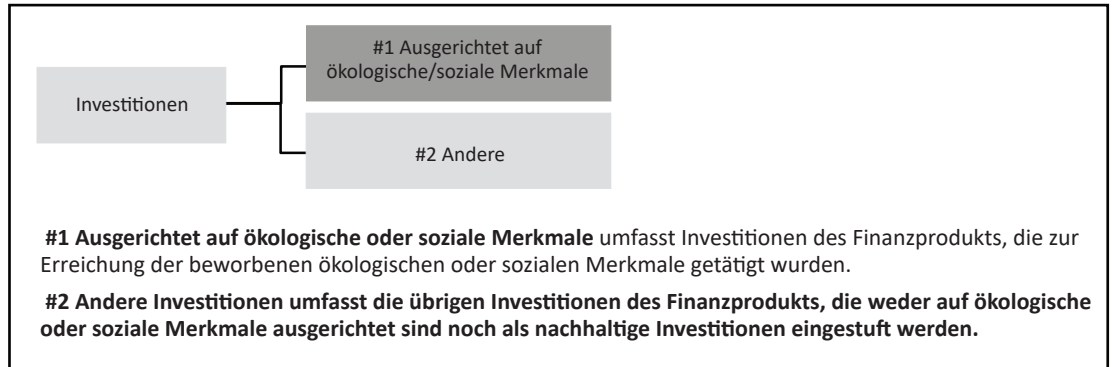 #1 Ausgerichtet auf
ökologische/soziale Merkmale
Investitionen
#2 Andere
#1 Ausgerichtet auf ökologische oder soziale Merkmale umfasst Investitionen des Finanzprodukts, die zur
Erreichung der beworbenen ökologischen oder sozialen Merkmale getätigt wurden.
#2 Andere Investitionen umfasst die übrigen Investitionen des Finanzprodukts, die weder auf ökologische
oder soziale Merkmale ausgerichtet sind noch als nachhaltige Investitionen eingestuft werden.